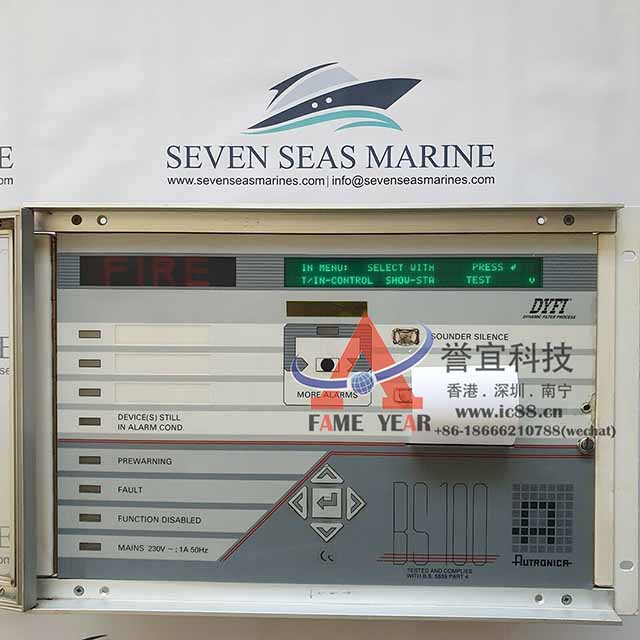 SEVEN SEAS MARINE
www.sevenseasmarines.com | info@sevenseasmarines.com
FIRE
IN MENU: SELECT WITH PRESS ↲
T/IN-CONTROL SHOW-STA TEST
DYFI
DYNAMIC FILTER PROCESS
SOUNDER SILENCE
MORE ALARMS
誉宜科技
香港.深圳.南宁
www.ic88.cn
+86-18666210788(wechat)
FAME YEAR
DEVICE(S) STILL
IN ALARM COND.
PREWARNING
FAULT
FUNCTION DISABLED
MAINS 230V ~ ; 1A 50Hz
CE
BS 100
TESTED AND COMPLIES
WITH B.S. 5839 PART 4
AUTRONICA